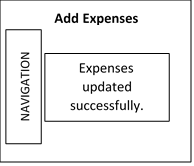 Add Expenses
NAVIGATION
Expenses
updated
successfully.